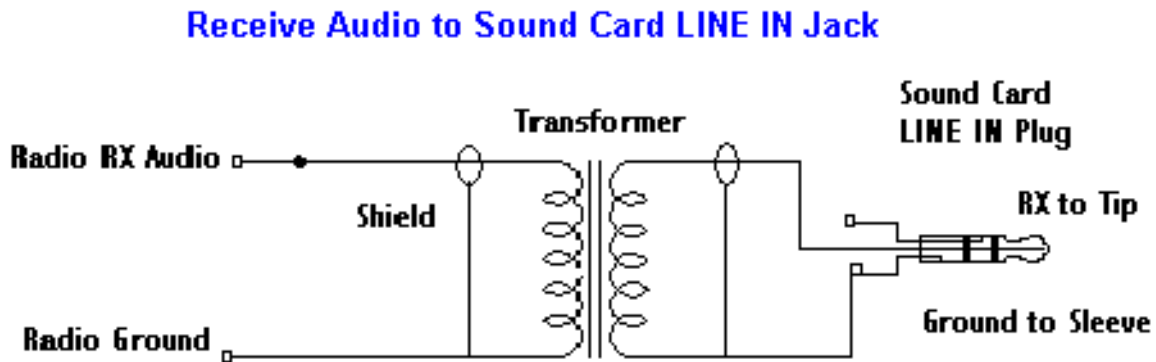 Receive Audio to Sound Card LINE IN Jack
Sound Card
LINE IN Plug
Transformer
Radio RX Audio
Shield
RX to Tip
Ground to Sleeve
Radio Ground